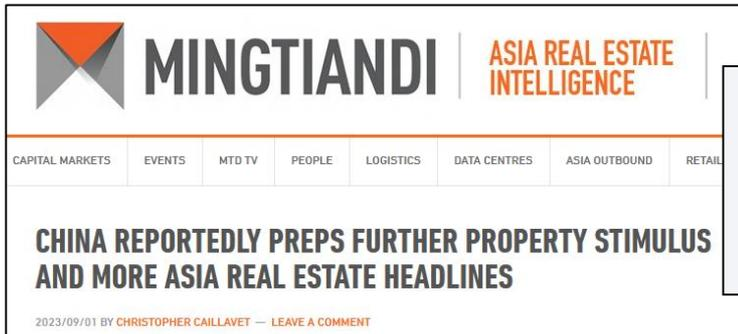 MINGTIANDI
ASIA REAL ESTATE
INTELLIGENCE
CAPITAL MARKETS EVENTS MTD TV PEOPLE LOGISTICS DATA CENTRES ASIA OUTBOUND RETAIL
CHINA REPORTEDLY PREPS FURTHER PROPERTY STIMULUS
AND MORE ASIA REAL ESTATE HEADLINES
2023/09/01 BY CHRISTOPHER CAILLAVET — LEAVE A COMMENT